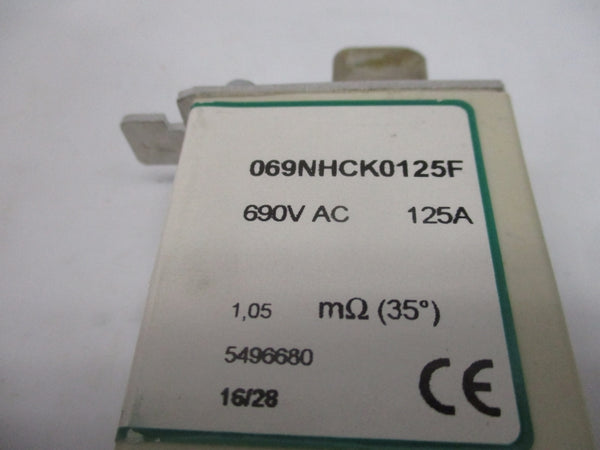 069NHCK0125F
690V AC 125A
1,05 mΩ (35°)
5496680
16/28 CE